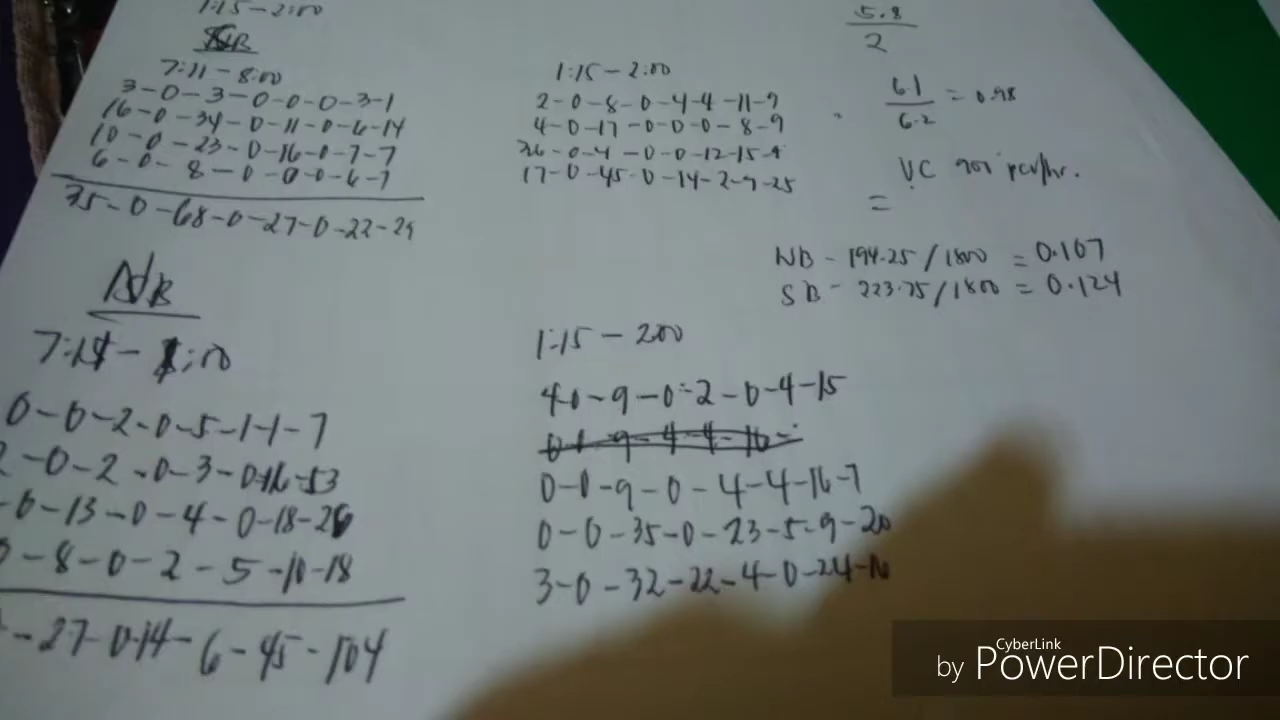 1:15 - 2:00
7:11 - 8:00
3-0-3-0-0-0-3-1
16-0-34-0-11-0-6-14
10-0-23-0-16-0-7-7
6-0-8-0-0-0-6-7
35-0-68-0-27-0-22-29
1:15 - 2:00
2-0-8-0-4-4-11-9
4-0-17-0-0-0-8-9
-0-4-0-0-12-15-
17-0-45-0-14-2-9-25
5.8
2
6.1
6.2
= 0.98
VC pcu/hr.
=
NB - 194.25/1800 = 0.107
SB - 223.75/1800 = 0.124
NB
7:15 - 8:00
0-0-2-0-5-1-1-7
2-0-2-0-3-0-16-53
-0-13-0-4-0-18-26
0-8-0-2-5-10-18
-27-0-14-6-45-104
1:15 - 2:00
4-0-9-0-2-0-4-15
0-0-9-0-4-4-16-7
0-0-35-0-23-5-9-20
3-0-32-22-4-0-24-16
CyberLink
by PowerDirector